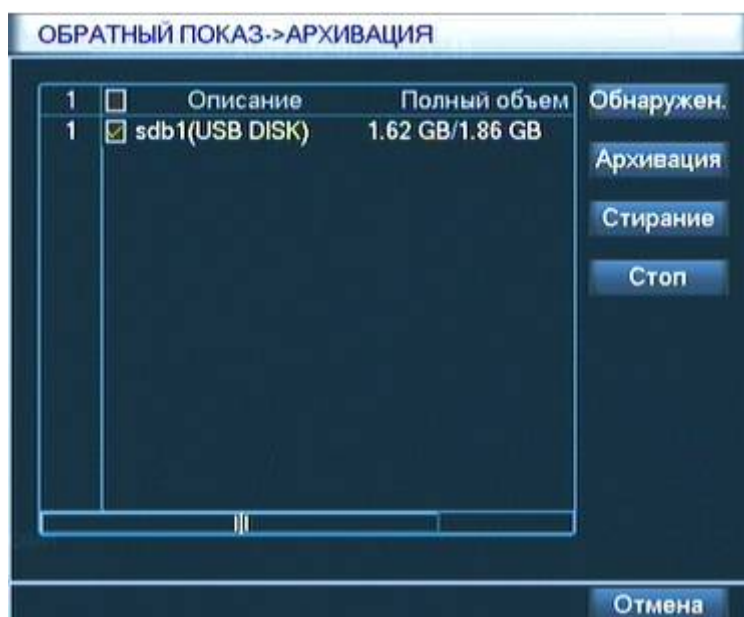 ОБРАТНЫЙ ПОКАЗ->АРХИВАЦИЯ
1 Описание Полный объем
1 sdb1(USB DISK) 1.62 GB/1.86 GB
Обнаружен.
Архивация
Стирание
Стоп
Отмена